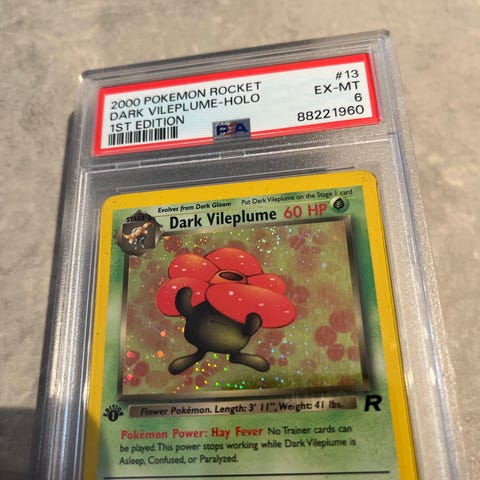 2000 POKEMON ROCKET #13
DARK VILEPLUME-HOLO EX-MT
1ST EDITION 6
PSA 88221960
Evolves from Dark Gloom Put Dark Vileplume on the Stage 1 card
STAGE 2
Dark Vileplume 60 HP
Flower Pokémon. Length: 3' 11", Weight: 41 lbs.
EDITION
1
R
Pokémon Power: Hay Fever No Trainer cards can
be played. This power stops working while Dark Vileplume is
Asleep, Confused, or Paralyzed.